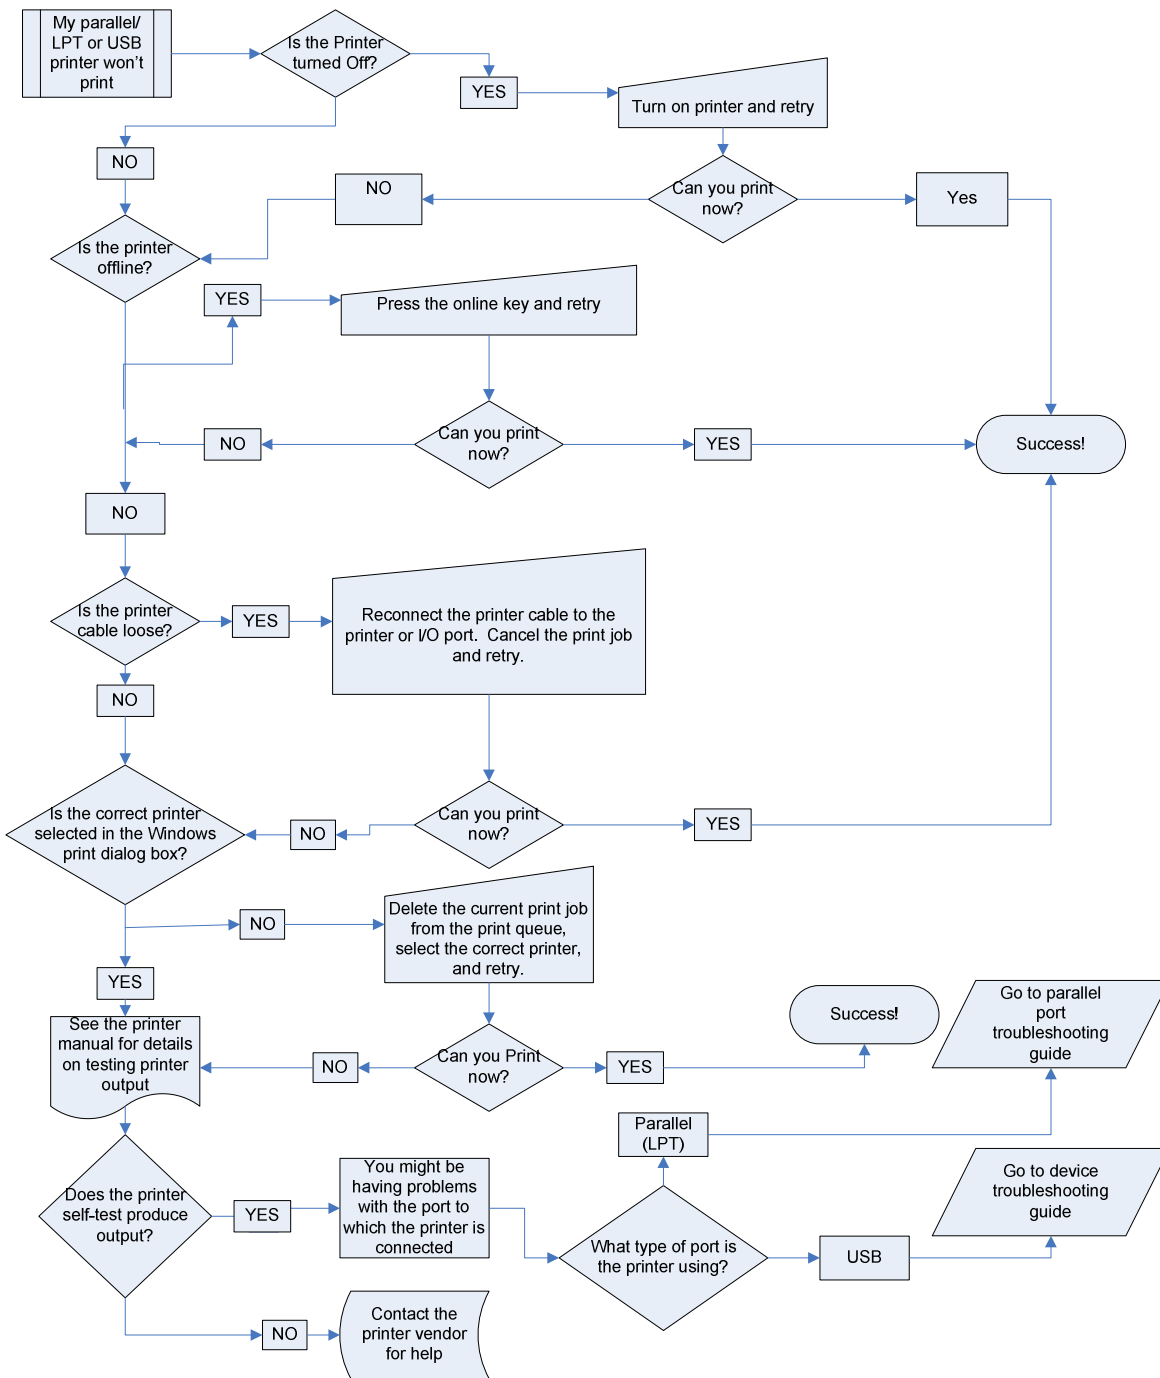 My parallel/
LPT or USB
printer won't
print
Is the Printer
turned Off?
YES
Turn on printer and retry
NO
Can you print
now?
Yes
NO
Is the printer
offline?
YES
Press the online key and retry
Can you print
now?
NO
YES
Success!
NO
Is the printer
cable loose?
YES
Reconnect the printer cable to the
printer or I/O port.  Cancel the print job
and retry.
NO
Is the correct printer
selected in the Windows
print dialog box?
NO
Can you print
now?
YES
NO
Delete the current print job
from the print queue,
select the correct printer,
and retry.
YES
See the printer
manual for details
on testing printer
output
NO
Can you Print
now?
YES
Success!
Go to parallel
port
troubleshooting
guide
Parallel
(LPT)
Does the printer
self-test produce
output?
YES
You might be
having problems
with the port to
which the printer is
connected
What type of port is
the printer using?
USB
Go to device
troubleshooting
guide
NO
Contact the
printer vendor
for help